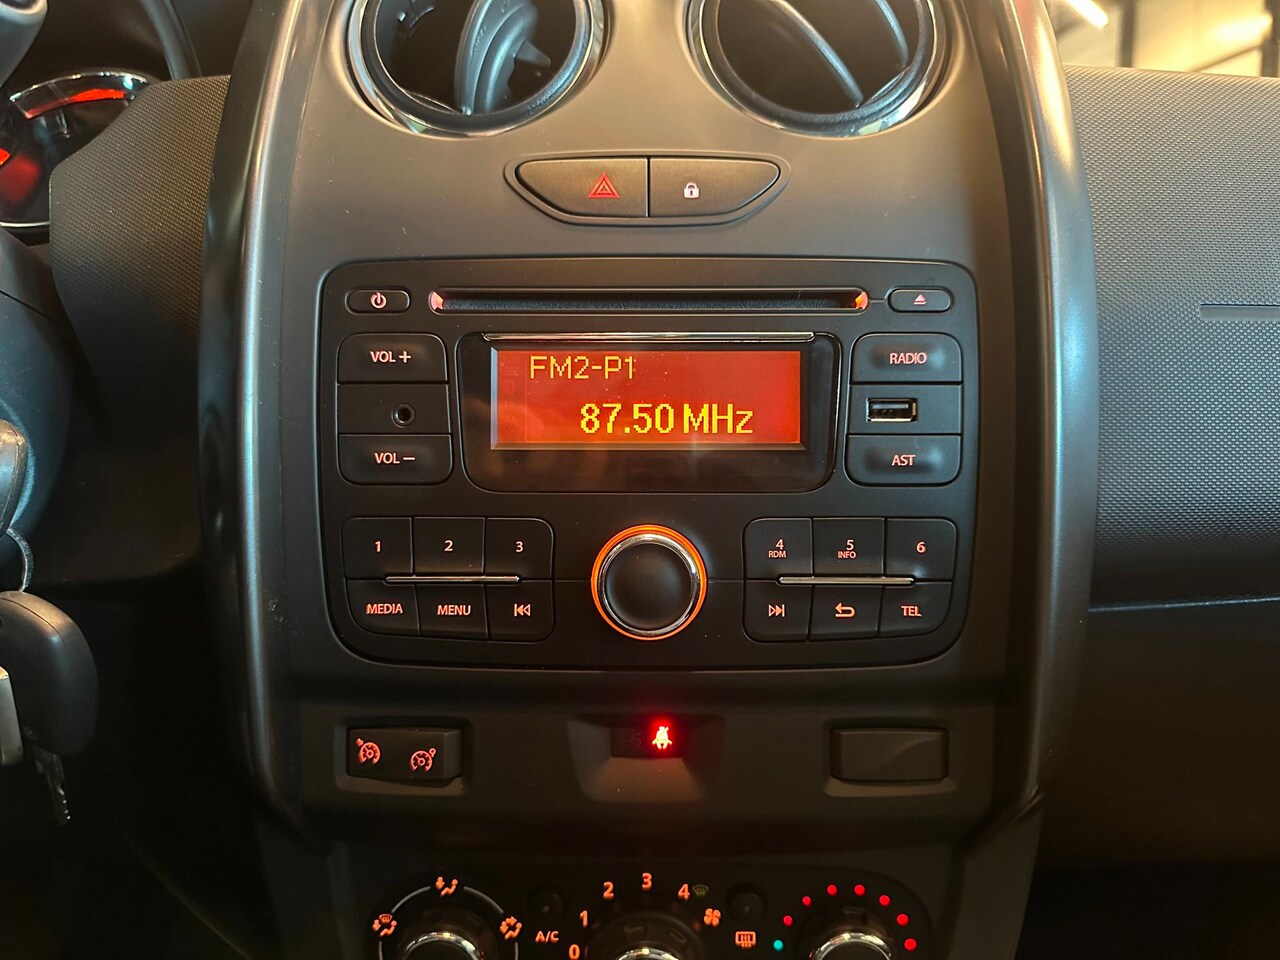 FM2-P1
87.50 MHz
VOL +
RADIO
VOL –
AST
1 2 3
4 5 6
RDM INFO
MEDIA MENU
TEL
0 1 2 3 4
A/C